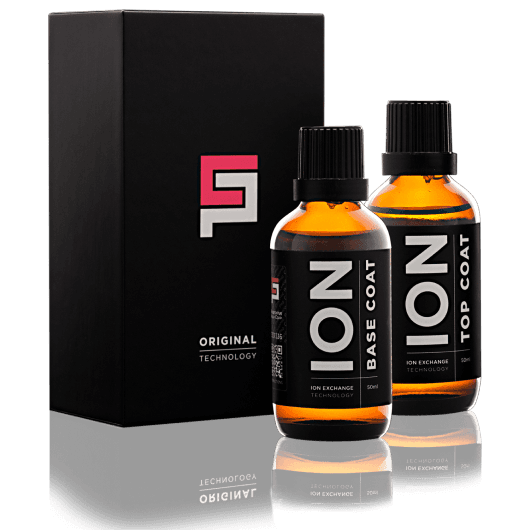 ORIGINAL
TECHNOLOGY
ION
BASE COAT
ION EXCHANGE
TECHNOLOGY
50ml
ION
TOP COAT
ION EXCHANGE
TECHNOLOGY
50ml